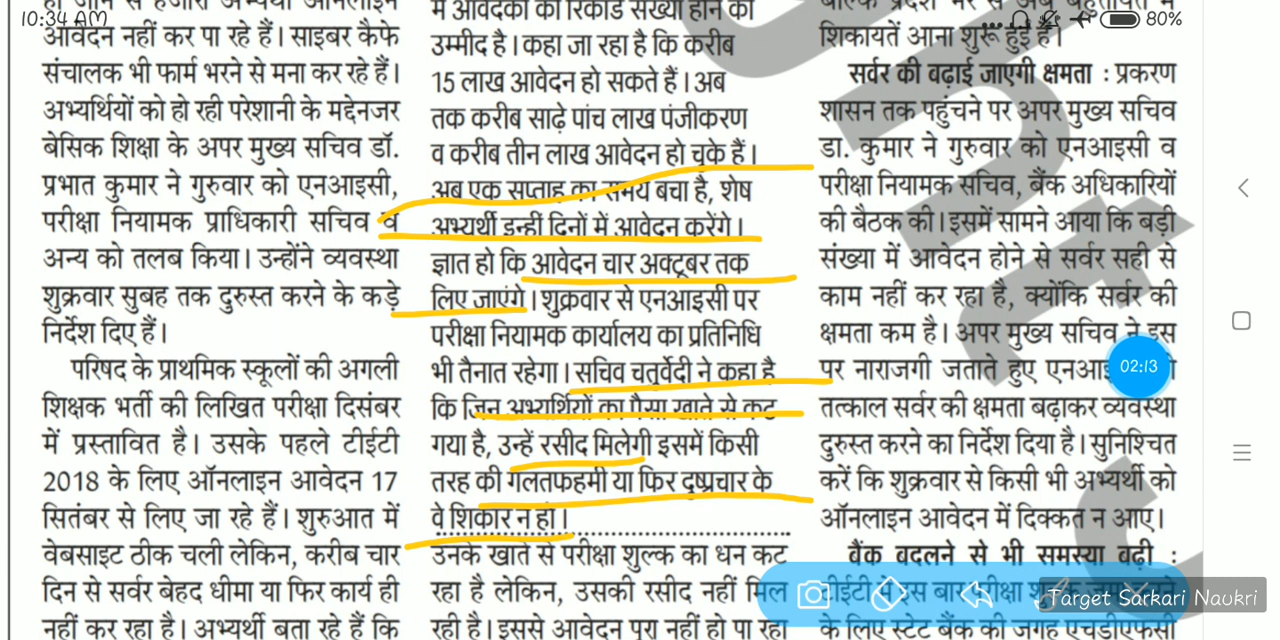 10:34 AM
80%
आवेदन नहीं कर पा रहे हैं। साइबर कैफे
संचालक भी फार्म भरने से मना कर रहे हैं।
अभ्यर्थियों को हो रही परेशानी के मद्देनजर
बेसिक शिक्षा के अपर मुख्य सचिव डॉ.
प्रभात कुमार ने गुरुवार को एनआइसी,
परीक्षा नियामक प्राधिकारी सचिव व
अन्य को तलब किया। उन्होंने व्यवस्था
शुक्रवार सुबह तक दुरुस्त करने के कड़े
निर्देश दिए हैं।
परिषद के प्राथमिक स्कूलों की अगली
शिक्षक भर्ती की लिखित परीक्षा दिसंबर
में प्रस्तावित है। उसके पहले टीईटी
2018 के लिए ऑनलाइन आवेदन 17
सितंबर से लिए जा रहे हैं। शुरुआत में
वेबसाइट ठीक चली लेकिन, करीब चार
दिन से सर्वर बेहद धीमा या फिर कार्य ही
नहीं कर रहा है। अभ्यर्थी बता रहे हैं कि
में आवेदकों की रिकॉर्ड संख्या होने की
उम्मीद है। कहा जा रहा है कि करीब
15 लाख आवेदन हो सकते हैं। अब
तक करीब साढ़े पांच लाख पंजीकरण
व करीब तीन लाख आवेदन हो चुके हैं।
अब एक सप्ताह का समय बचा है, शेष
अभ्यर्थी इन्हीं दिनों में आवेदन करेंगे।
ज्ञात हो कि आवेदन चार अक्टूबर तक
लिए जाएंगे। शुक्रवार से एनआइसी पर
परीक्षा नियामक कार्यालय का प्रतिनिधि
भी तैनात रहेगा। सचिव चतुर्वेदी ने कहा है
कि जिन अभ्यर्थियों का पैसा खाते से कट
गया है, उन्हें रसीद मिलेगी इसमें किसी
तरह की गलतफहमी या फिर दुष्प्रचार के
वे शिकार न हो।
उनके खाते से परीक्षा शुल्क का धन कट
रहा है लेकिन, उसकी रसीद नहीं मिल
रही है। इससे आवेदन पूरा नहीं हो पा रहा
शिकायतें आना शुरू हुई हैं।
सर्वर की बढ़ाई जाएगी क्षमता : प्रकरण
शासन तक पहुंचने पर अपर मुख्य सचिव
डा. कुमार ने गुरुवार को एनआइसी व
परीक्षा नियामक सचिव, बैंक अधिकारियों
की बैठक की। इसमें सामने आया कि बड़ी
संख्या में आवेदन होने से सर्वर सही से
काम नहीं कर रहा है, क्योंकि सर्वर की
क्षमता कम है। अपर मुख्य सचिव ने इस
पर नाराजगी जताते हुए
तत्काल सर्वर की क्षमता बढ़ाकर व्यवस्था
दुरुस्त करने का निर्देश दिया है। सुनिश्चित
करें कि शुक्रवार से किसी भी अभ्यर्थी को
ऑनलाइन आवेदन में दिक्कत न आए।
बैंक बदलने से भी समस्या बढ़ी :
टीईटी में इस बार परीक्षा
के लिए स्टेट बैंक की जगह एचडीएफसी
02:13
Target Sarkari Naukri